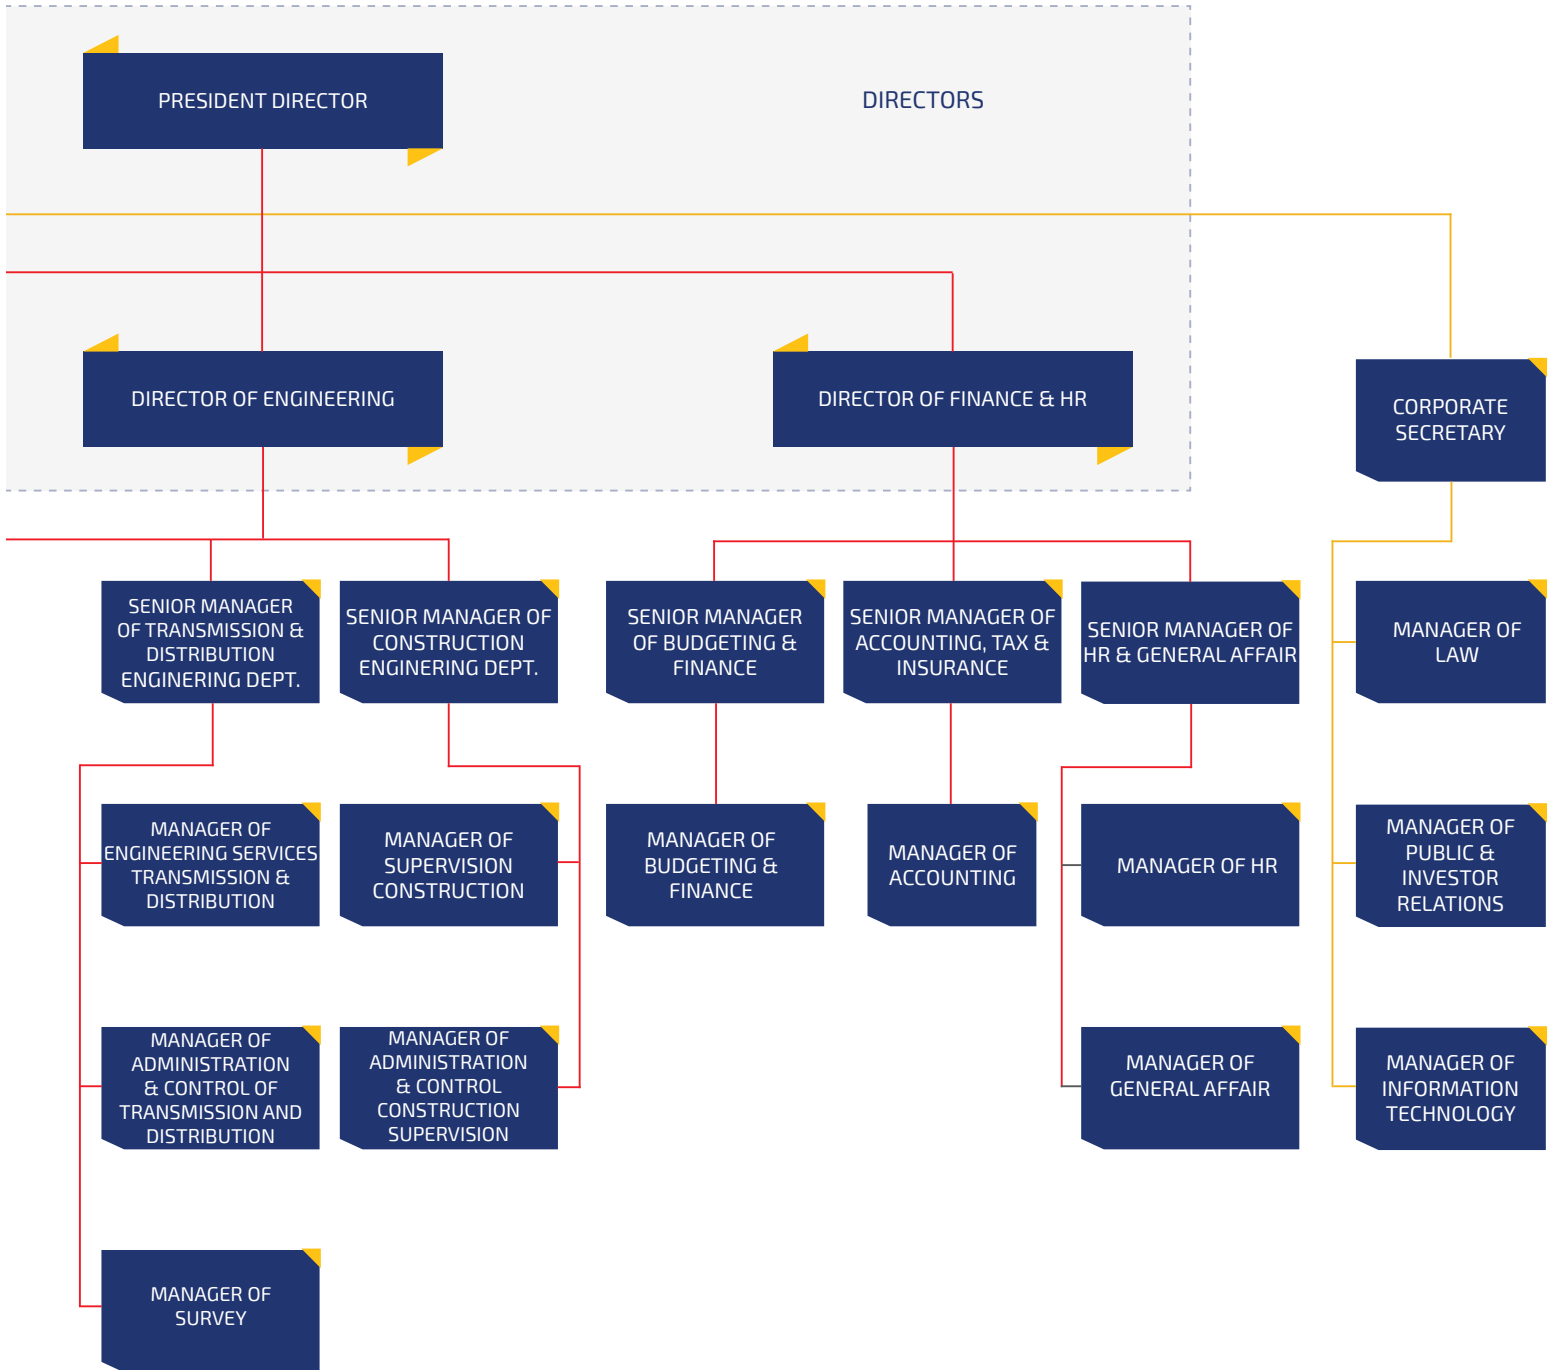 PRESIDENT DIRECTOR
DIRECTORS
DIRECTOR OF ENGINEERING
DIRECTOR OF FINANCE & HR
CORPORATE
SECRETARY
SENIOR MANAGER
OF TRANSMISSION &
DISTRIBUTION
ENGINERING DEPT.
SENIOR MANAGER OF
CONSTRUCTION
ENGINERING DEPT.
SENIOR MANAGER
OF BUDGETING &
FINANCE
SENIOR MANAGER OF
ACCOUNTING, TAX &
INSURANCE
SENIOR MANAGER OF
HR & GENERAL AFFAIR
MANAGER OF
LAW
MANAGER OF
ENGINEERING SERVICES
TRANSMISSION &
DISTRIBUTION
MANAGER OF
SUPERVISION
CONSTRUCTION
MANAGER OF
BUDGETING &
FINANCE
MANAGER OF
ACCOUNTING
MANAGER OF HR
MANAGER OF
PUBLIC &
INVESTOR
RELATIONS
MANAGER OF
ADMINISTRATION
& CONTROL OF
TRANSMISSION AND
DISTRIBUTION
MANAGER OF
ADMINISTRATION
& CONTROL
CONSTRUCTION
SUPERVISION
MANAGER OF
GENERAL AFFAIR
MANAGER OF
INFORMATION
TECHNOLOGY
MANAGER OF
SURVEY